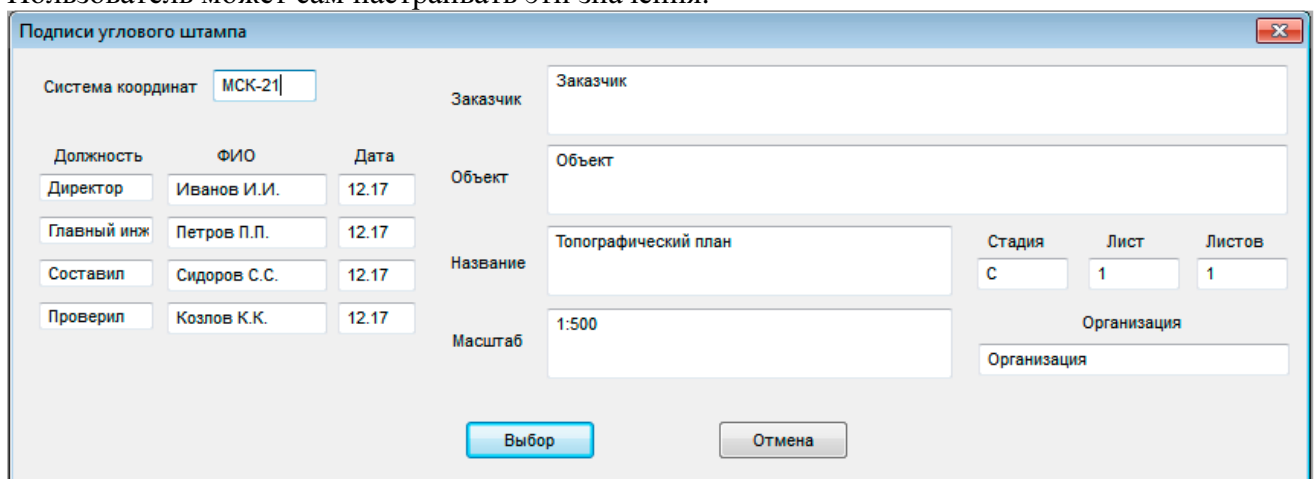 Пользователь может сам настраивать эти значения.
Подписи углового штампа
Система координат МСК-21
Должность ФИО Дата
Директор Иванов И.И. 12.17
Главный инж Петров П.П. 12.17
Составил Сидоров С.С. 12.17
Проверил Козлов К.К. 12.17
Заказчик Заказчик
Объект Объект
Название Топографический план
Масштаб 1:500
Стадия Лист Листов
С 1 1
Организация
Организация
Выбор Отмена